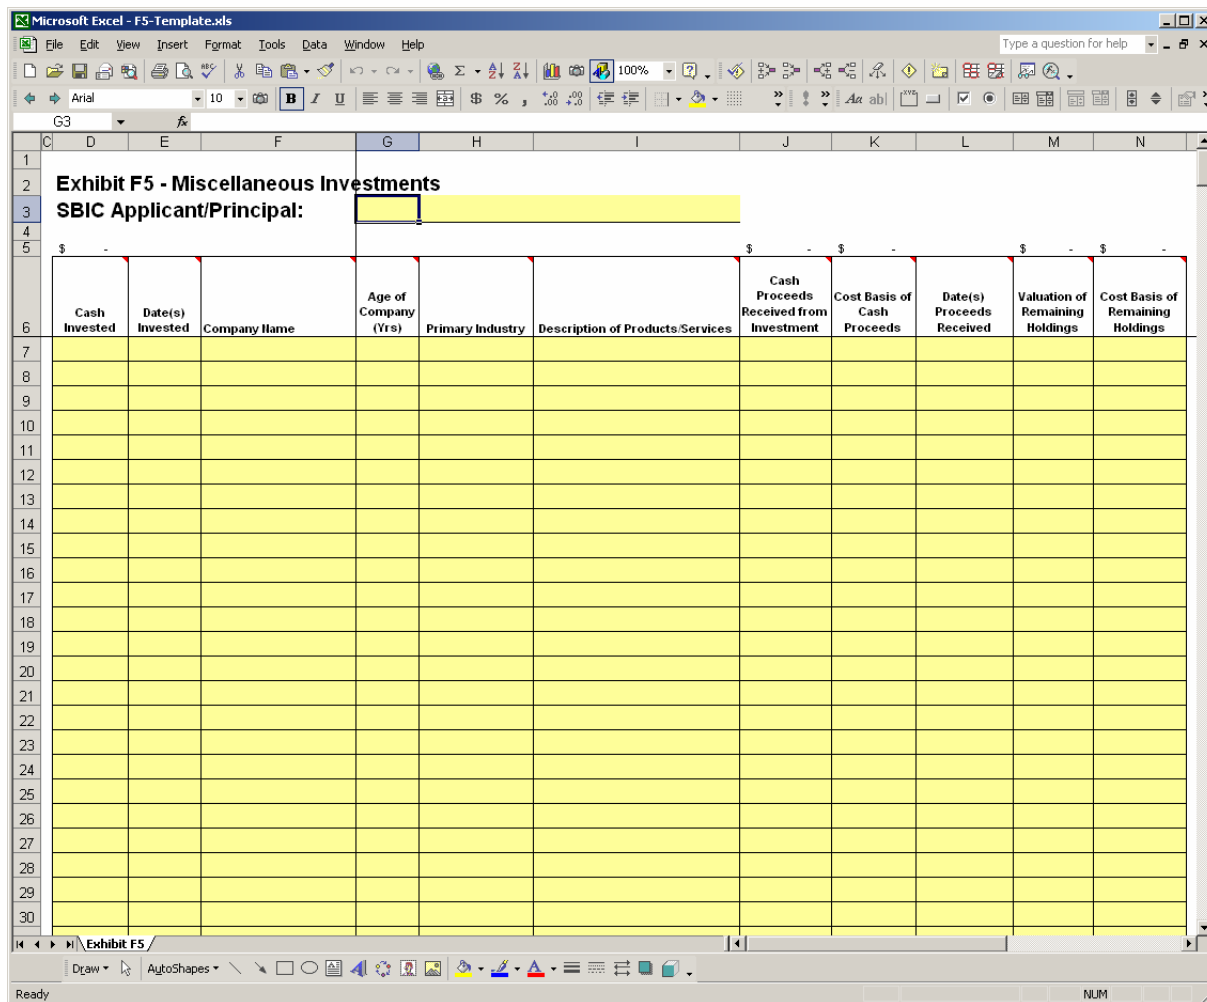 Microsoft Excel - F5-Template.xls
File Edit View Insert Format Tools Data Window Help Type a question for help
100%
Arial 10 B I U $ % , Aa ab|
G3 fx
C D E F G H I J K L M N
1
2 Exhibit F5 - Miscellaneous Investments
3 SBIC Applicant/Principal:
4
5 $ - $ - $ - $ - $ -
6 Cash Invested Date(s) Invested Company Name Age of Company (Yrs) Primary Industry Description of Products/Services Cash Proceeds Received from Investment Cost Basis of Cash Proceeds Date(s) Proceeds Received Valuation of Remaining Holdings Cost Basis of Remaining Holdings
7
8
9
10
11
12
13
14
15
16
17
18
19
20
21
22
23
24
25
26
27
28
29
30
Exhibit F5
Draw AutoShapes
Ready NUM